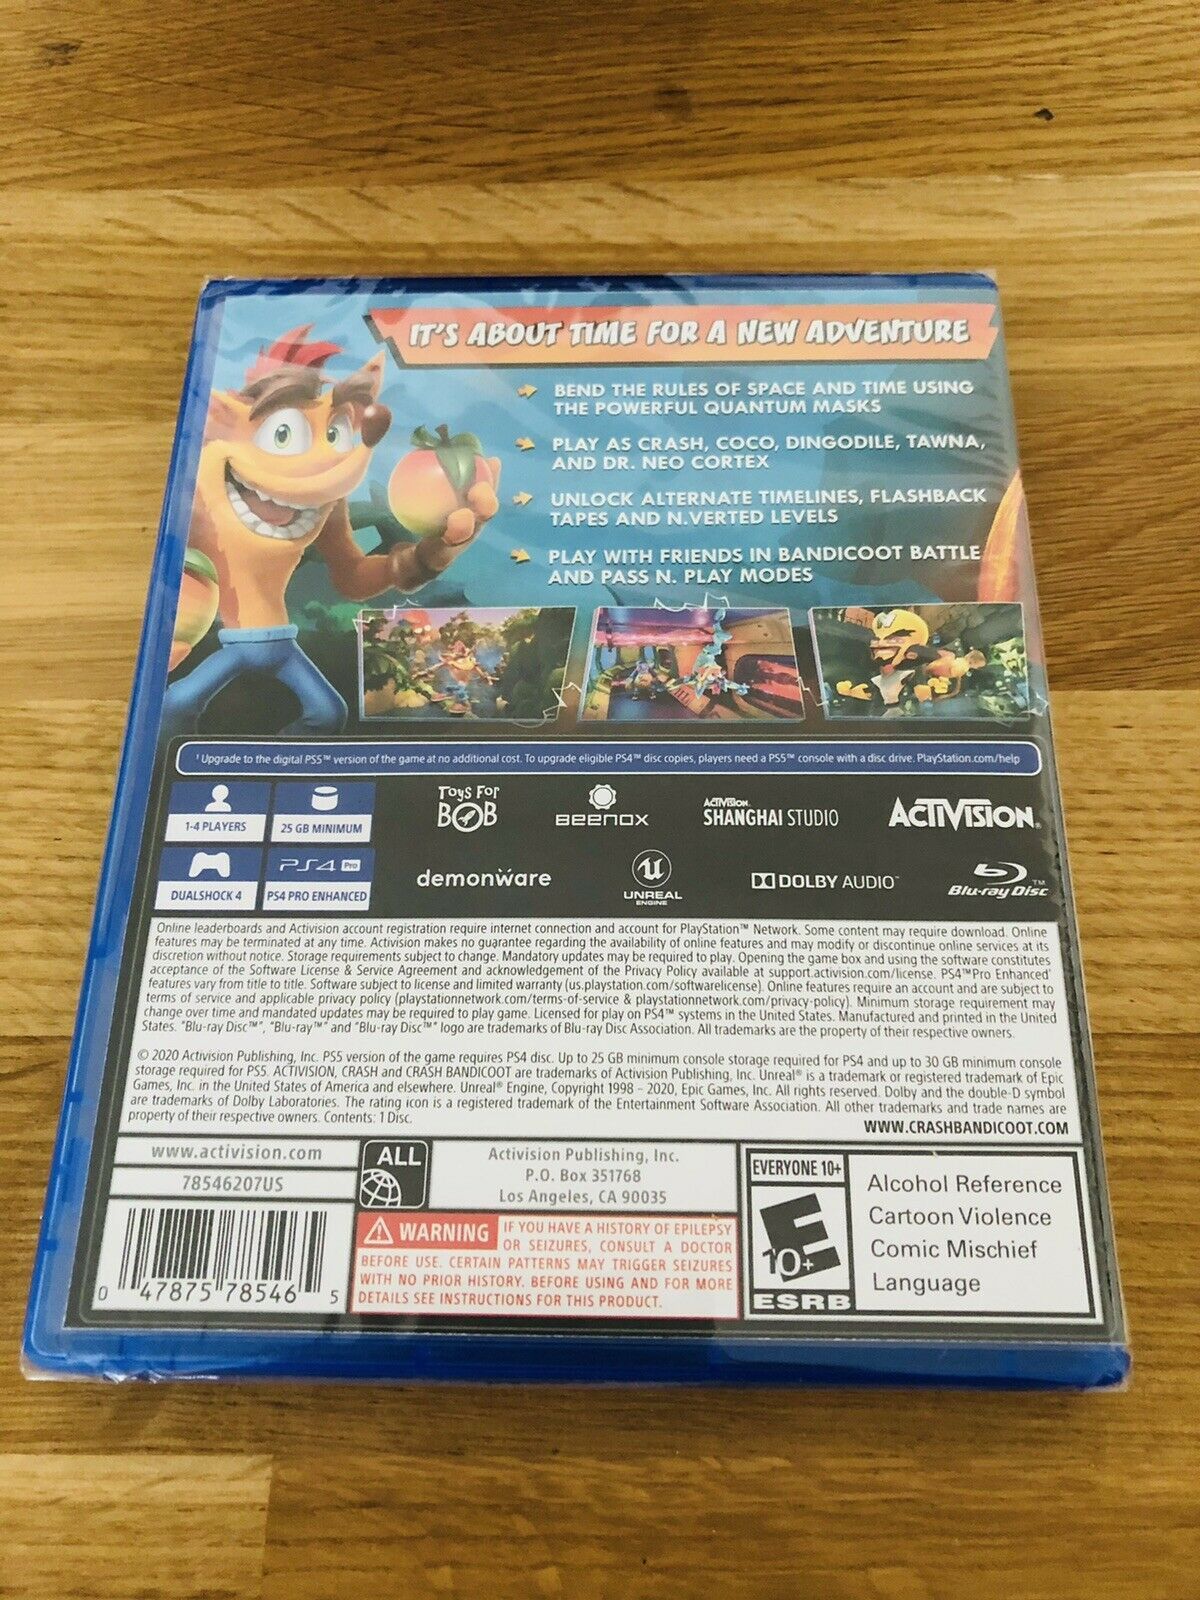 IT'S ABOUT TIME FOR A NEW ADVENTURE
BEND THE RULES OF SPACE AND TIME USING
THE POWERFUL QUANTUM MASKS
PLAY AS CRASH, COCO, DINGODILE, TAWNA,
AND DR. NEO CORTEX
UNLOCK ALTERNATE TIMELINES, FLASHBACK
TAPES AND N.VERTED LEVELS
PLAY WITH FRIENDS IN BANDICOOT BATTLE
AND PASS N. PLAY MODES
¹ Upgrade to the digital PS5™ version of the game at no additional cost. To upgrade eligible PS4™ disc copies, players need a PS5™ console with a disc drive. PlayStation.com/help
1-4 PLAYERS
25 GB MINIMUM
DUALSHOCK 4
PS4 Pro
PS4 PRO ENHANCED
TOYS FOR
BOB
BEENOX
ACTIVISION
SHANGHAI STUDIO
ACTIVISION®
demonware
UNREAL
ENGINE
DOLBY AUDIO™
Blu-ray Disc™
Online leaderboards and Activision account registration require internet connection and account for PlayStation™ Network. Some content may require download. Online
features may be terminated at any time. Activision makes no guarantee regarding the availability of online features and may modify or discontinue online services at its
discretion without notice. Storage requirements subject to change. Mandatory updates may be required to play. Opening the game box and using the software constitutes
acceptance of the Software License & Service Agreement and acknowledgement of the Privacy Policy available at support.activision.com/license. PS4™Pro Enhanced'
features vary from title to title. Software subject to license and limited warranty (us.playstation.com/softwarelicense). Online features require an account and are subject to
terms of service and applicable privacy policy (playstationnetwork.com/terms-of-service & playstationnetwork.com/privacy-policy). Minimum storage requirement may
change over time and mandated updates may be required to play. Licensed for play on PS4™ systems in the United States. Manufactured and printed in the United
States. "Blu-ray Disc™", "Blu-ray™" and "Blu-ray Disc™" logo are trademarks of Blu-ray Disc Association. All trademarks are the property of their respective owners.
© 2020 Activision Publishing, Inc. PS5 version of the game requires PS4 disc. Up to 25 GB minimum console storage required for PS4 and up to 30 GB minimum console
storage required for PS5. ACTIVISION, CRASH and CRASH BANDICOOT are trademarks of Activision Publishing, Inc. Unreal® is a trademark or registered trademark of Epic
Games, Inc. in the United States of America and elsewhere. Unreal® Engine, Copyright 1998 – 2020, Epic Games, Inc. All rights reserved. Dolby and the double-D symbol
are trademarks of Dolby Laboratories. The rating icon is a registered trademark of the Entertainment Software Association. All other trademarks and trade names are
property of their respective owners. Contents: 1 Disc.
WWW.CRASHBANDICOOT.COM
www.activision.com
78546207US
0 47875 78546 5
ALL
Activision Publishing, Inc.
P.O. Box 351768
Los Angeles, CA 90035
WARNING IF YOU HAVE A HISTORY OF EPILEPSY
OR SEIZURES, CONSULT A DOCTOR
BEFORE USE. CERTAIN PATTERNS MAY TRIGGER SEIZURES
WITH NO PRIOR HISTORY. BEFORE USING AND FOR MORE
DETAILS SEE INSTRUCTIONS FOR THIS PRODUCT.
EVERYONE 10+
E
10+
ESRB
Alcohol Reference
Cartoon Violence
Comic Mischief
Language